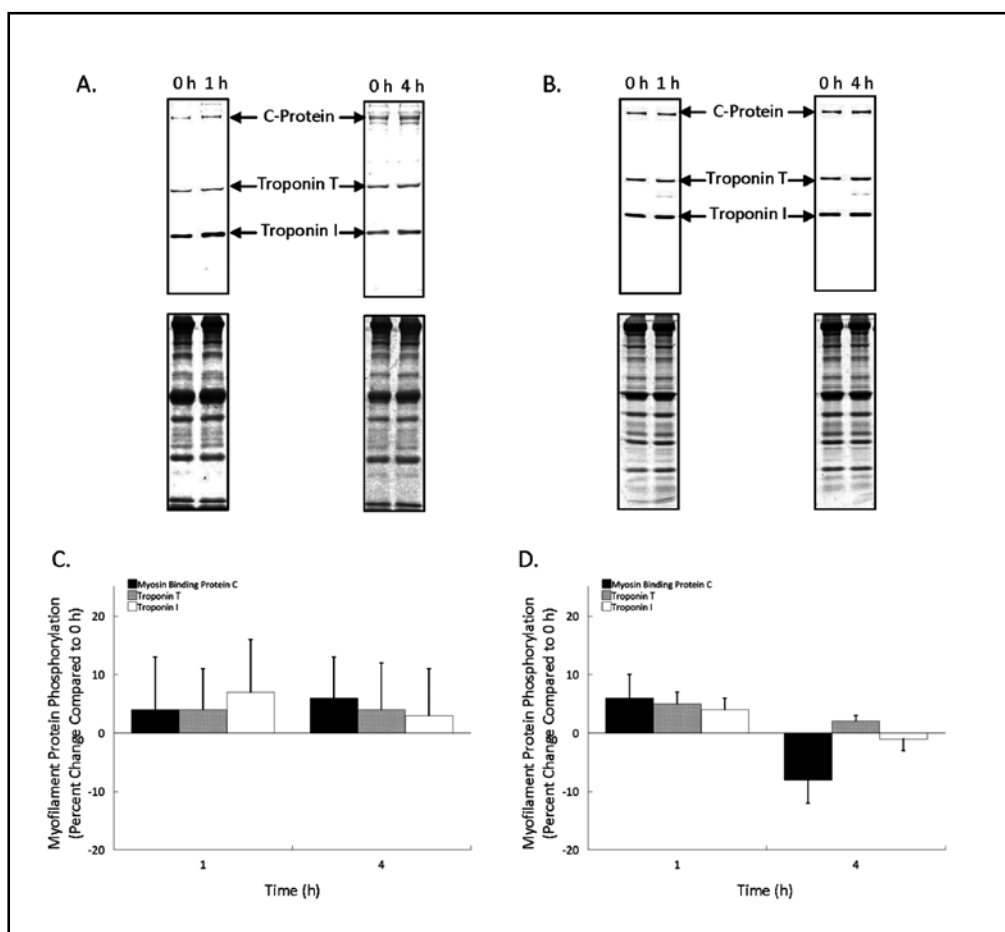 A.
0 h 1 h
0 h 4 h
C-Protein
Troponin T
Troponin I
B.
0 h 1 h
0 h 4 h
C-Protein
Troponin T
Troponin I
C.
Myosin Binding Protein C
Troponin T
Troponin I
Myofilament Protein Phosphorylation
(Percent Change Compared to 0 h)
20
10
0
-10
-20
1
4
Time (h)
D.
Myosin Binding Protein C
Troponin T
Troponin I
Myofilament Protein Phosphorylation
(Percent Change Compared to 0 h)
20
10
0
-10
-20
1
4
Time (h)